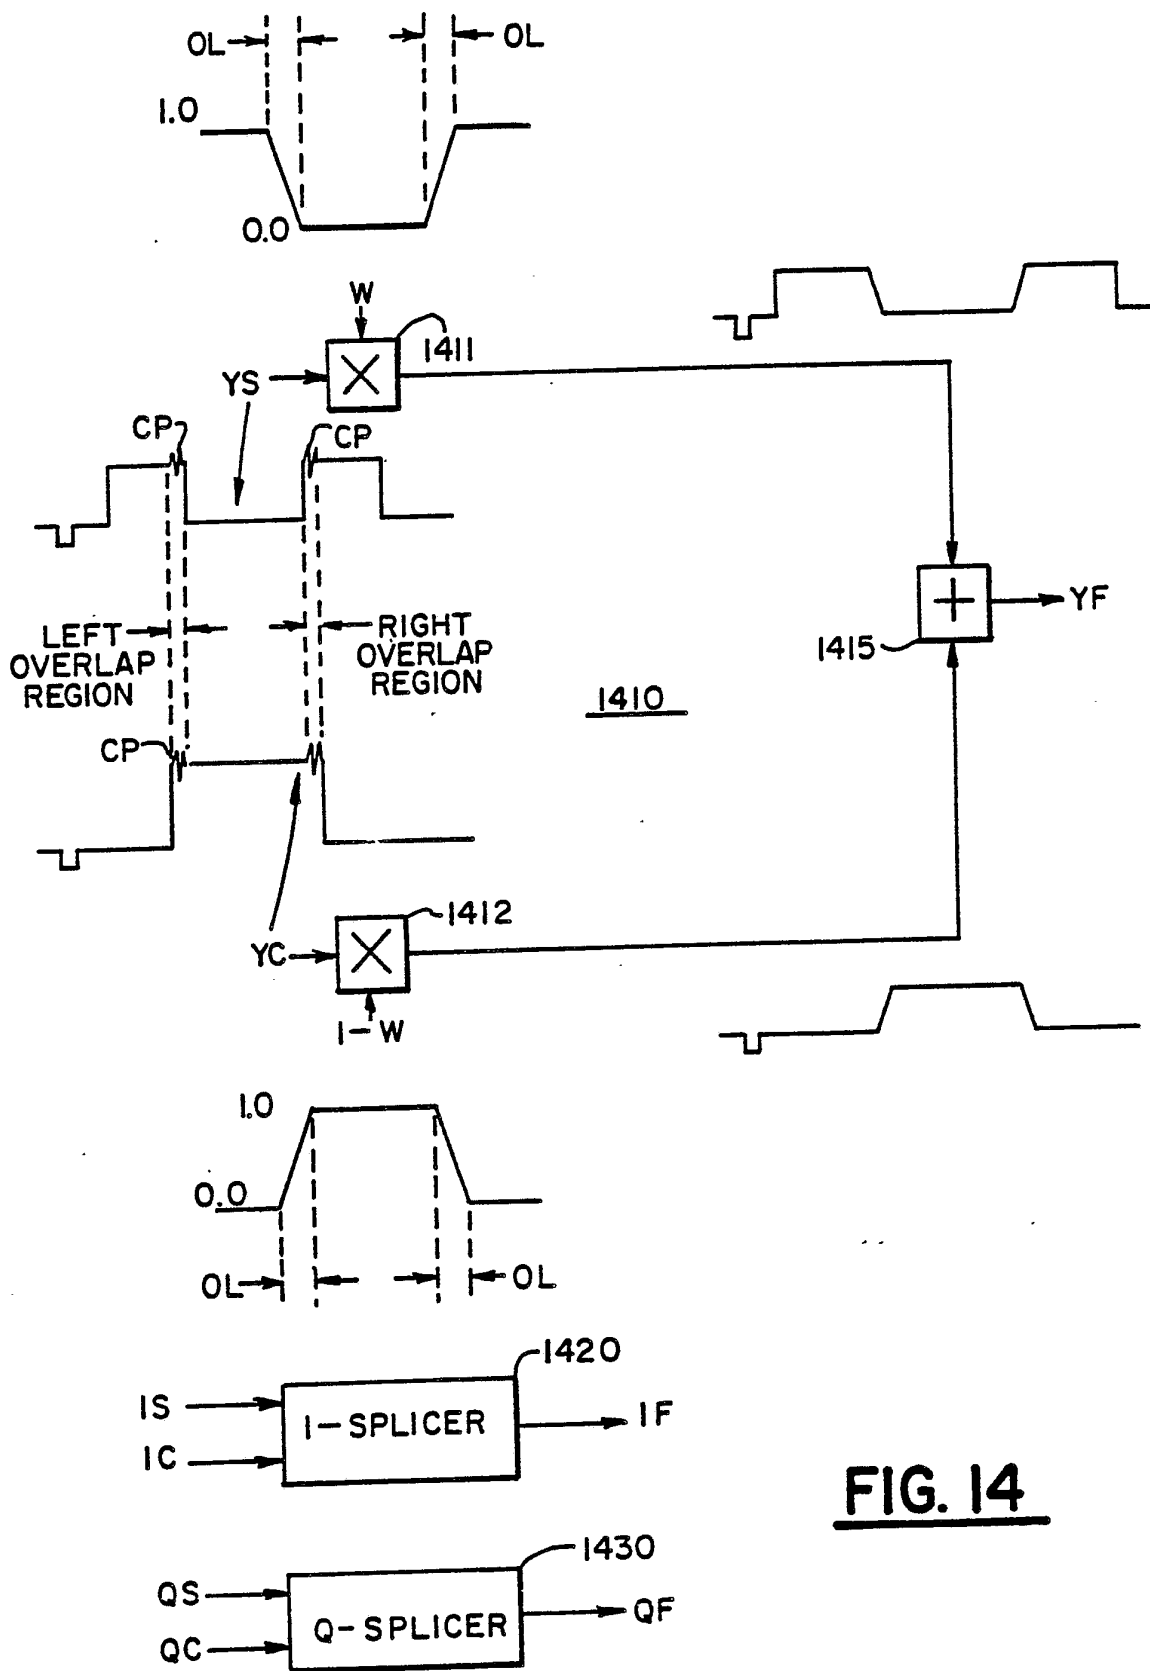 OL
OL
1.0
0.0
W
1411
YS
CP
CP
LEFT
OVERLAP
REGION
RIGHT
OVERLAP
REGION
1410
1415
YF
CP
1412
YC
1-W
1.0
0.0
OL
OL
1420
IS
IC
I-SPLICER
IF
FIG. 14
1430
QS
QC
Q-SPLICER
QF